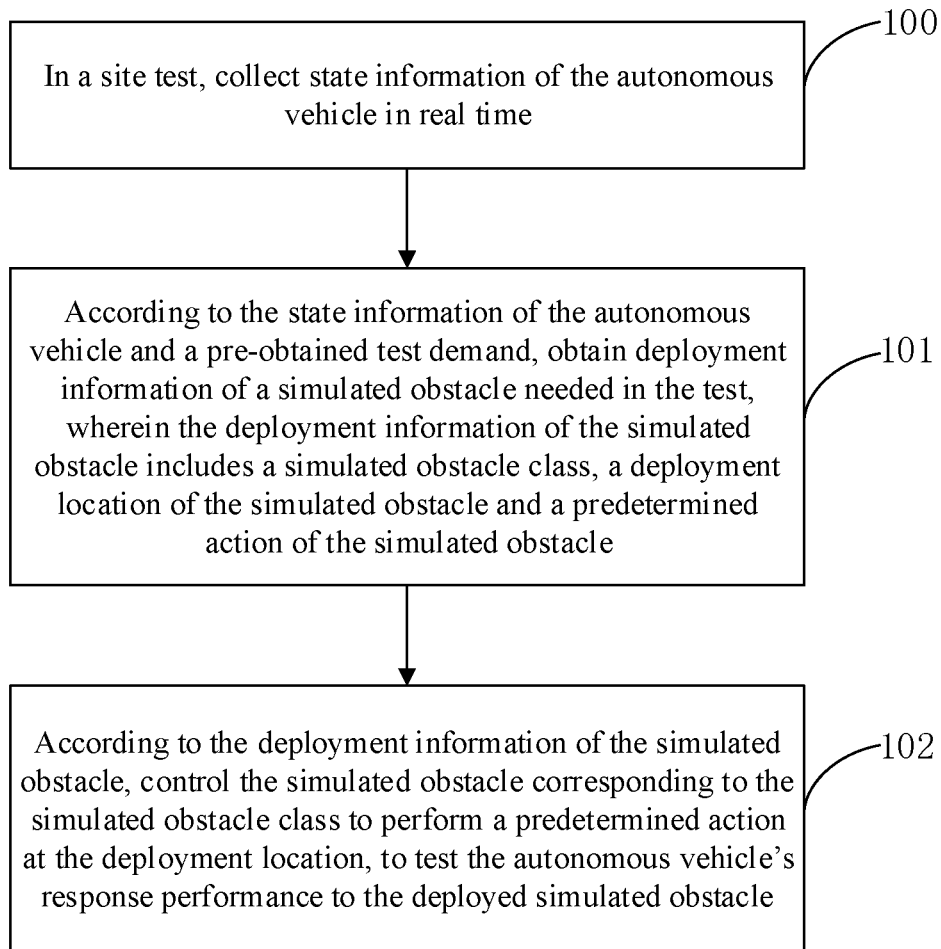 100
In a site test, collect state information of the autonomous
vehicle in real time
According to the state information of the autonomous
vehicle and a pre-obtained test demand, obtain deployment
information of a simulated obstacle needed in the test,
wherein the deployment information of the simulated
obstacle includes a simulated obstacle class, a deployment
location of the simulated obstacle and a predetermined
action of the simulated obstacle
101
According to the deployment information of the simulated
obstacle, control the simulated obstacle corresponding to the
simulated obstacle class to perform a predetermined action
at the deployment location, to test the autonomous vehicle’s
response performance to the deployed simulated obstacle
102